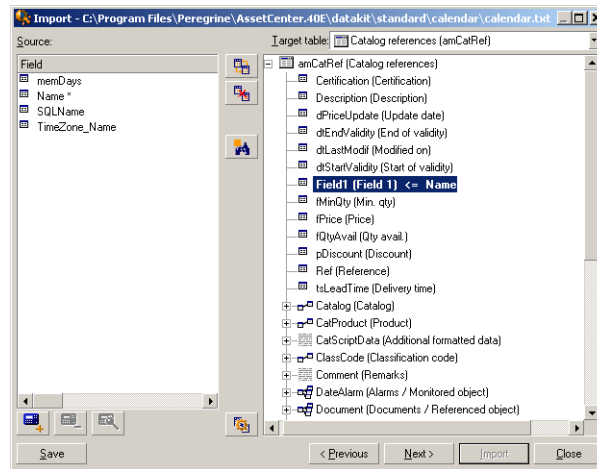 Import - C:\Program Files\Peregrine\AssetCenter.40E\datakit\standard\calendar\calendar.txt
Source:
Field
memDays
Name *
SQLName
TimeZone_Name
Target table: Catalog references (amCatRef)
amCatRef (Catalog references)
Certification (Certification)
Description (Description)
dPriceUpdate (Update date)
dtEndValidity (End of validity)
dtLastModif (Modified on)
dtStartValidity (Start of validity)
Field1 (Field 1) <= Name
fMinQty (Min. qty)
fPrice (Price)
fQtyAvail (Qty avail.)
pDiscount (Discount)
Ref (Reference)
tsLeadTime (Delivery time)
Catalog (Catalog)
CatProduct (Product)
CatScriptData (Additional formatted data)
ClassCode (Classification code)
Comment (Remarks)
DateAlarm (Alarms / Monitored object)
Document (Documents / Referenced object)
Save
< Previous
Next >
Import
Close